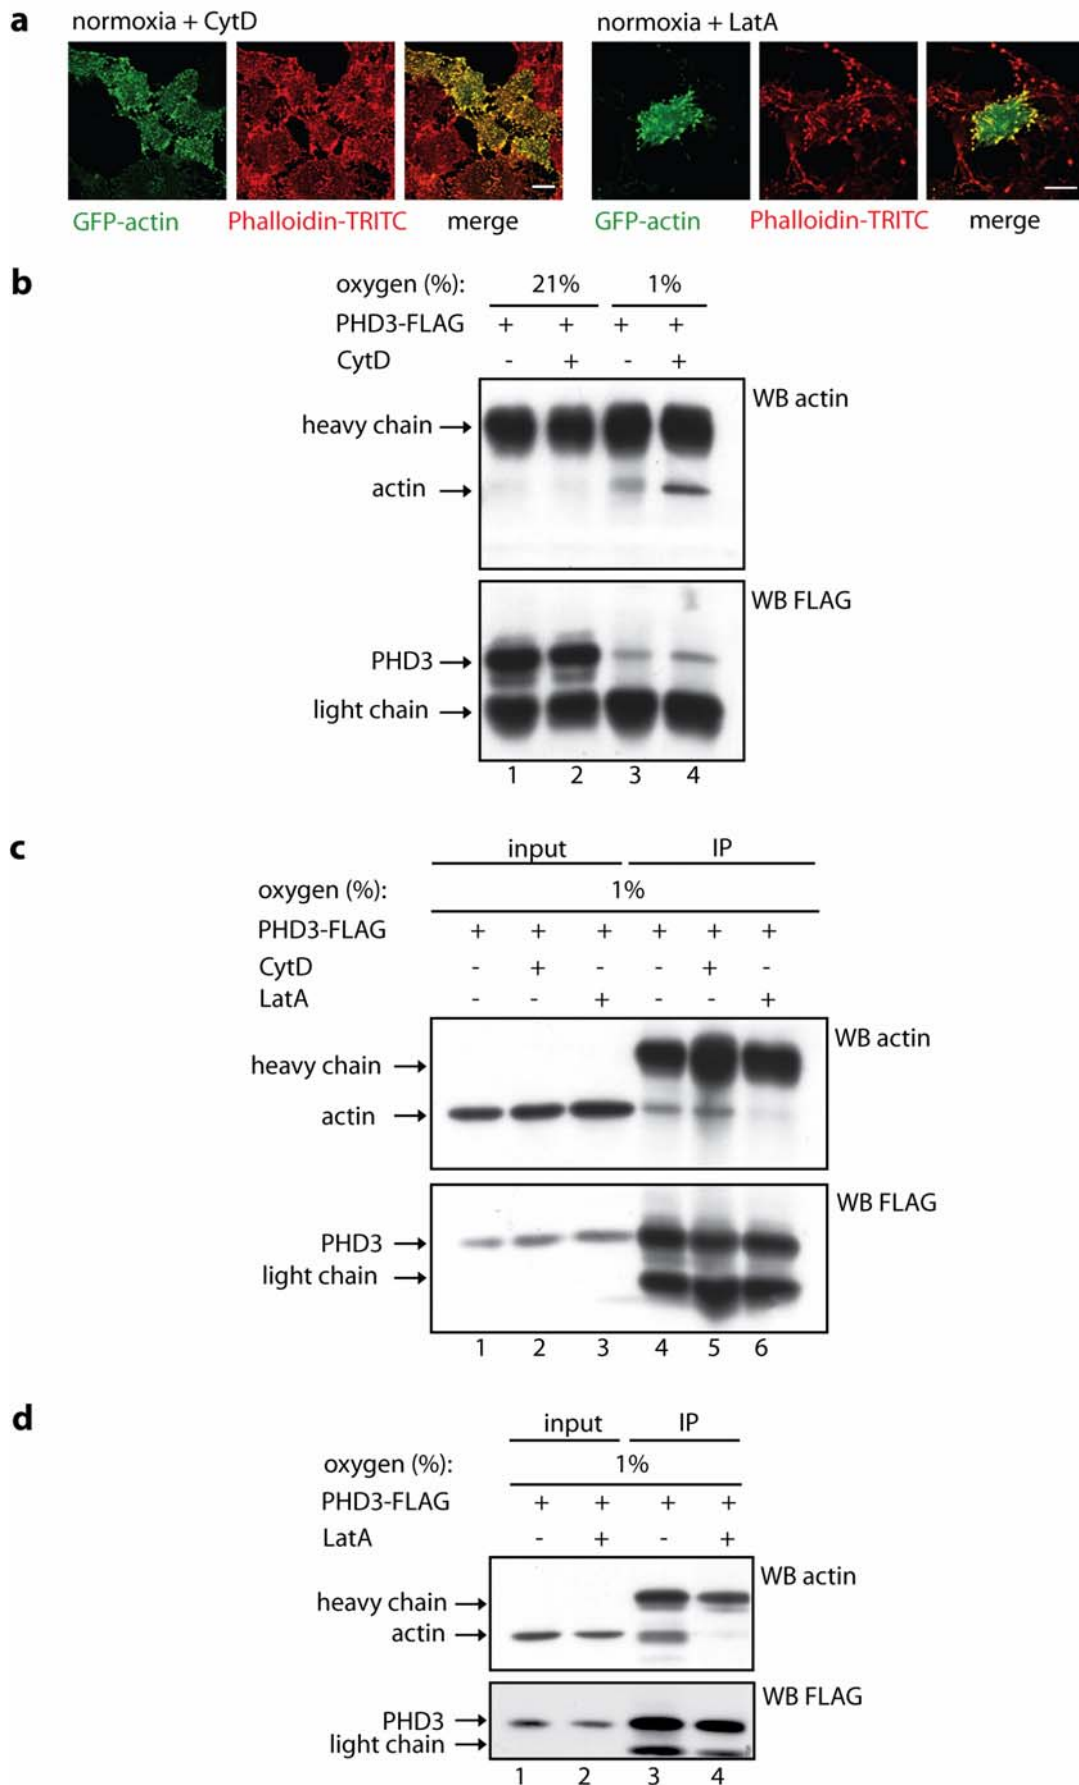 a
normoxia + CytD
normoxia + LatA
GFP-actin Phalloidin-TRITC merge
GFP-actin Phalloidin-TRITC merge
b
oxygen (%): 21% 1%
PHD3-FLAG + + + +
CytD - + - +
WB actin
heavy chain
actin
WB FLAG
PHD3
light chain
1 2 3 4
c
input IP
oxygen (%): 1%
PHD3-FLAG + + + + + +
CytD - + - - + -
LatA - - + - - +
WB actin
heavy chain
actin
WB FLAG
PHD3
light chain
1 2 3 4 5 6
d
input IP
oxygen (%): 1%
PHD3-FLAG + + + +
LatA - + - +
WB actin
heavy chain
actin
WB FLAG
PHD3
light chain
1 2 3 4